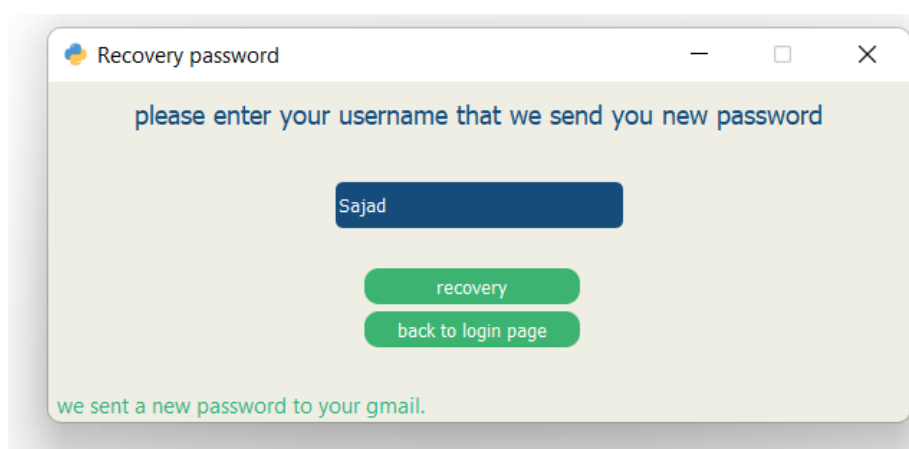 Recovery password
please enter your username that we send you new password
Sajad
recovery
back to login page
we sent a new password to your gmail.